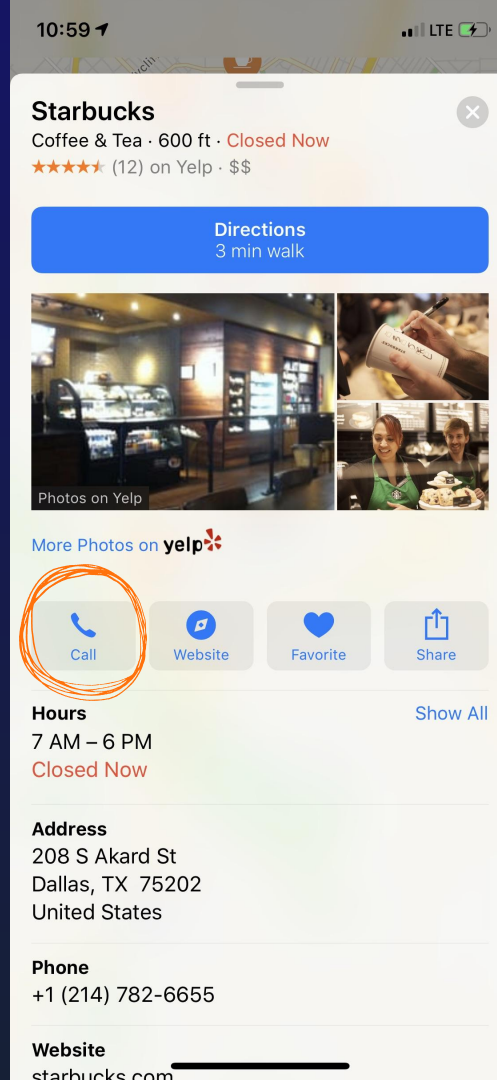 10:59
LTE
Starbucks
Coffee & Tea · 600 ft · Closed Now
(12) on Yelp · $$
Directions
3 min walk
Photos on Yelp
More Photos on yelp
Call
Website
Favorite
Share
Hours
Show All
7 AM – 6 PM
Closed Now
Address
208 S Akard St
Dallas, TX 75202
United States
Phone
+1 (214) 782-6655
Website
starbucks.com